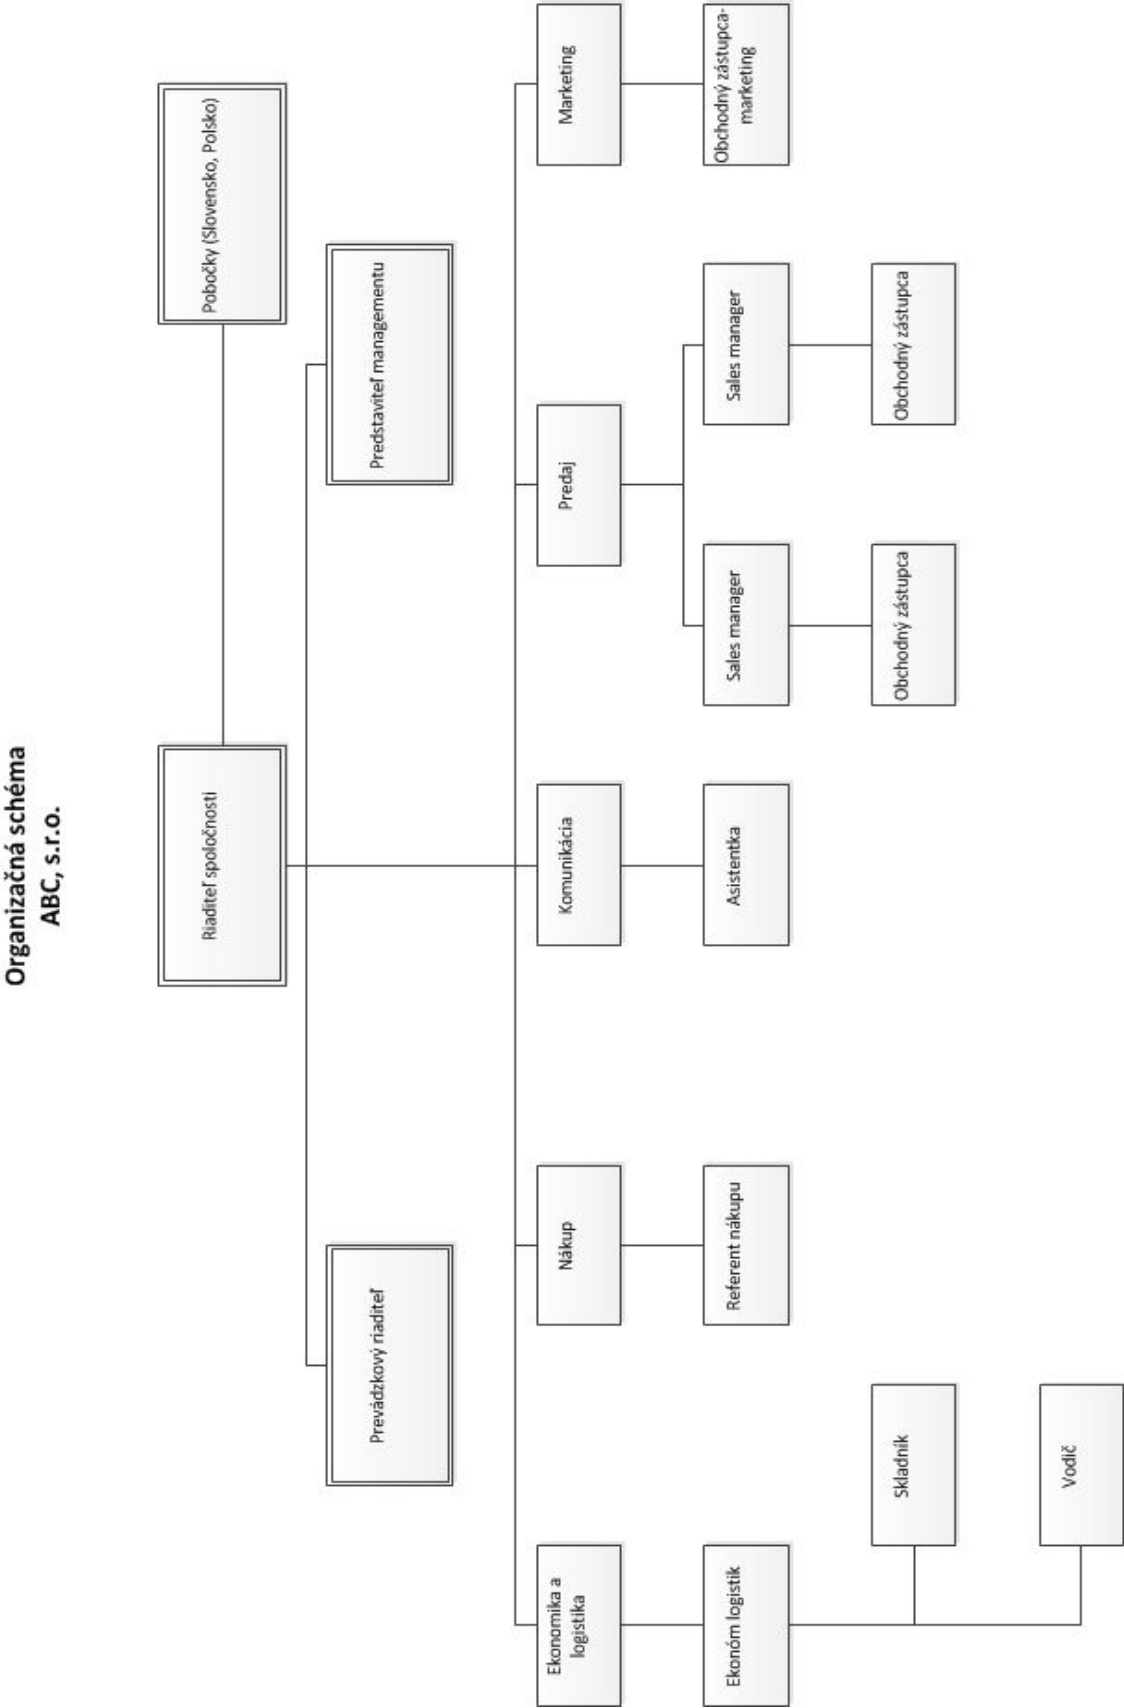 Organizačná schéma
ABC, s.r.o.
Riaditeľ spoločnosti
Pobočky (Slovensko, Polsko)
Prevádzkový riaditeľ
Predstaviteľ managementu
Ekonomika a
logistika
Nákup
Komunikácia
Predaj
Marketing
Ekonóm logistik
Referent nákupu
Asistentka
Sales manager
Sales manager
Obchodný zástupca-
marketing
Skladník
Obchodný zástupca
Obchodný zástupca
Vodič